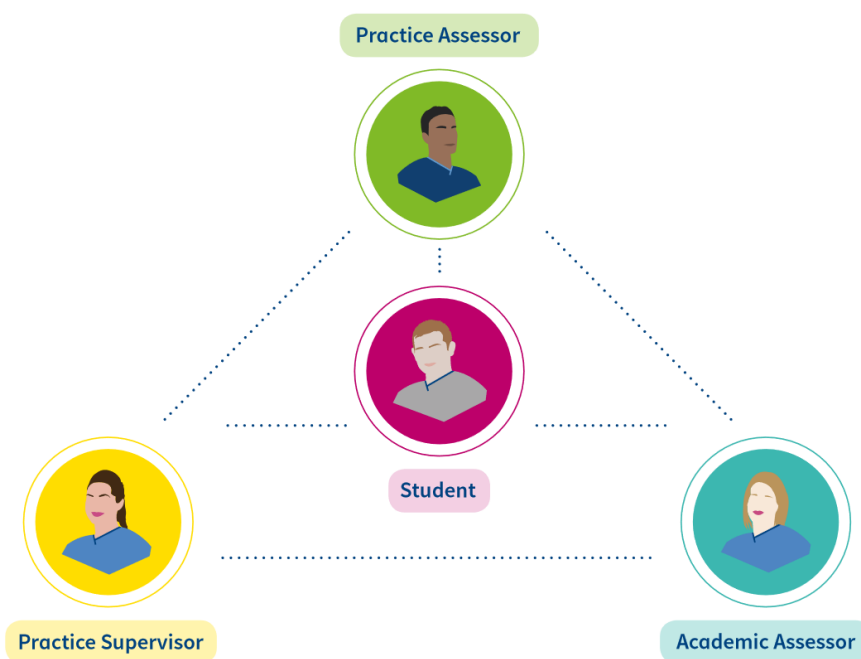 Practice Assessor
Student
Practice Supervisor
Academic Assessor